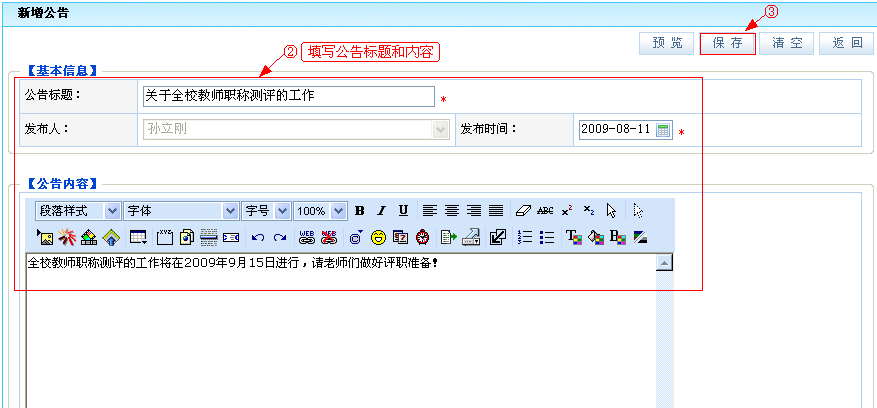 新增公告
③
② 填写公告标题和内容
预 览 保 存 清 空 返 回
【基本信息】
公告标题： 关于全校教师职称测评的工作 *
发布人： 孙立刚 发布时间： 2009-08-11 *
【公告内容】
段落样式 字体 字号 100% B I U ABC x² x₂
XYZ WEB WEB T B
全校教师职称测评的工作将在2009年9月15日进行，请老师们做好评职准备！